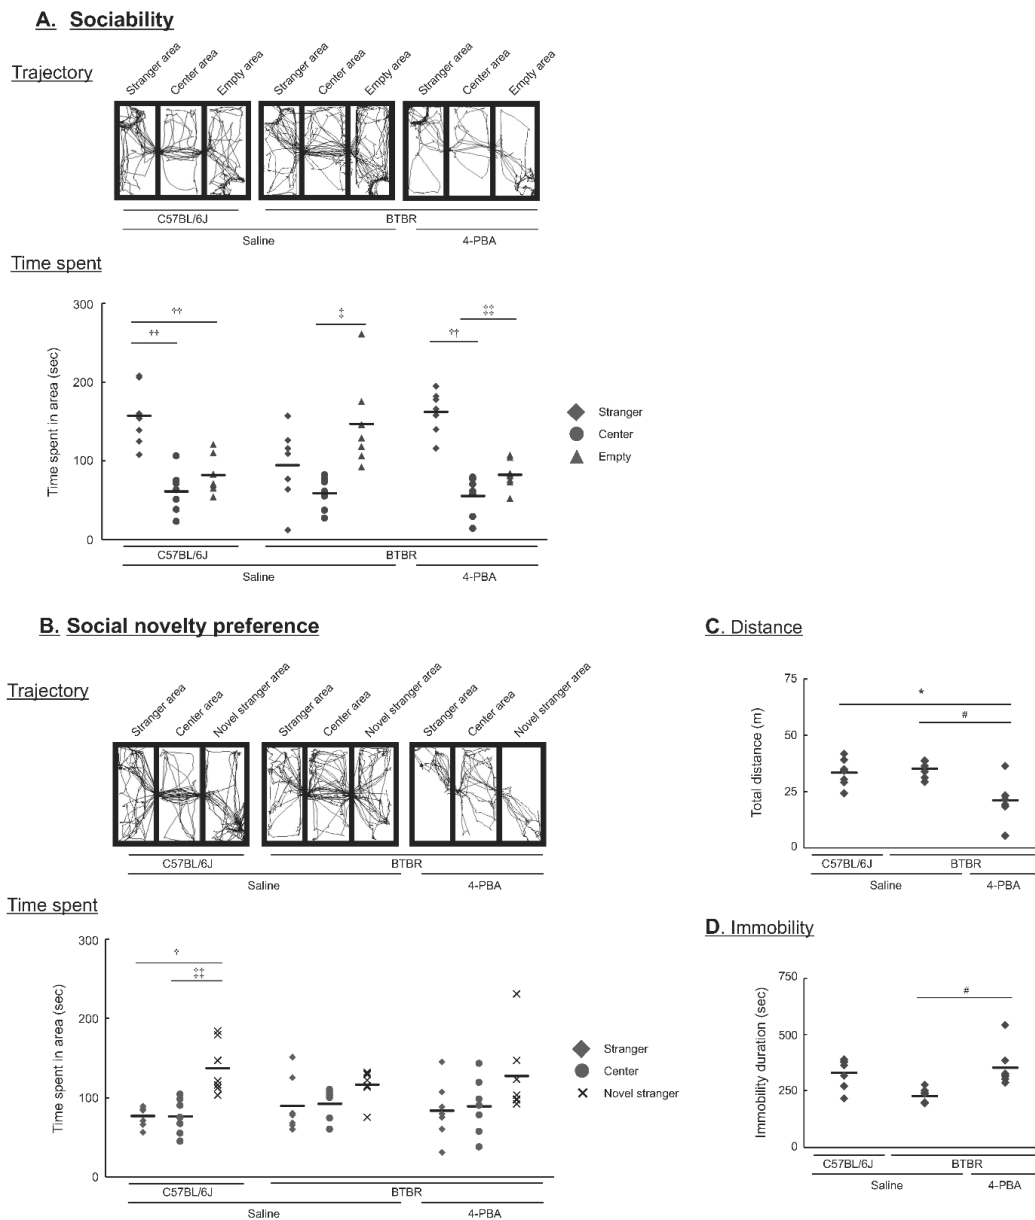 A. Sociability
Trajectory
Stranger area
Center area
Empty area
Stranger area
Center area
Empty area
Stranger area
Center area
Empty area
C57BL/6J
BTBR
Saline
4-PBA
Time spent
Time spent in area (sec)
300
200
100
0
††
††
‡
‡‡
††
Stranger
Center
Empty
C57BL/6J
BTBR
Saline
4-PBA
B. Social novelty preference
Trajectory
Stranger area
Center area
Novel stranger area
Stranger area
Center area
Novel stranger area
Stranger area
Center area
Novel stranger area
C57BL/6J
BTBR
Saline
4-PBA
Time spent
Time spent in area (sec)
300
200
100
0
†
‡‡
Stranger
Center
Novel stranger
C57BL/6J
BTBR
Saline
4-PBA
C. Distance
Total distance (m)
75
50
25
0
*
#
C57BL/6J
BTBR
Saline
4-PBA
D. Immobility
Immobility duration (sec)
750
500
250
0
#
C57BL/6J
BTBR
Saline
4-PBA